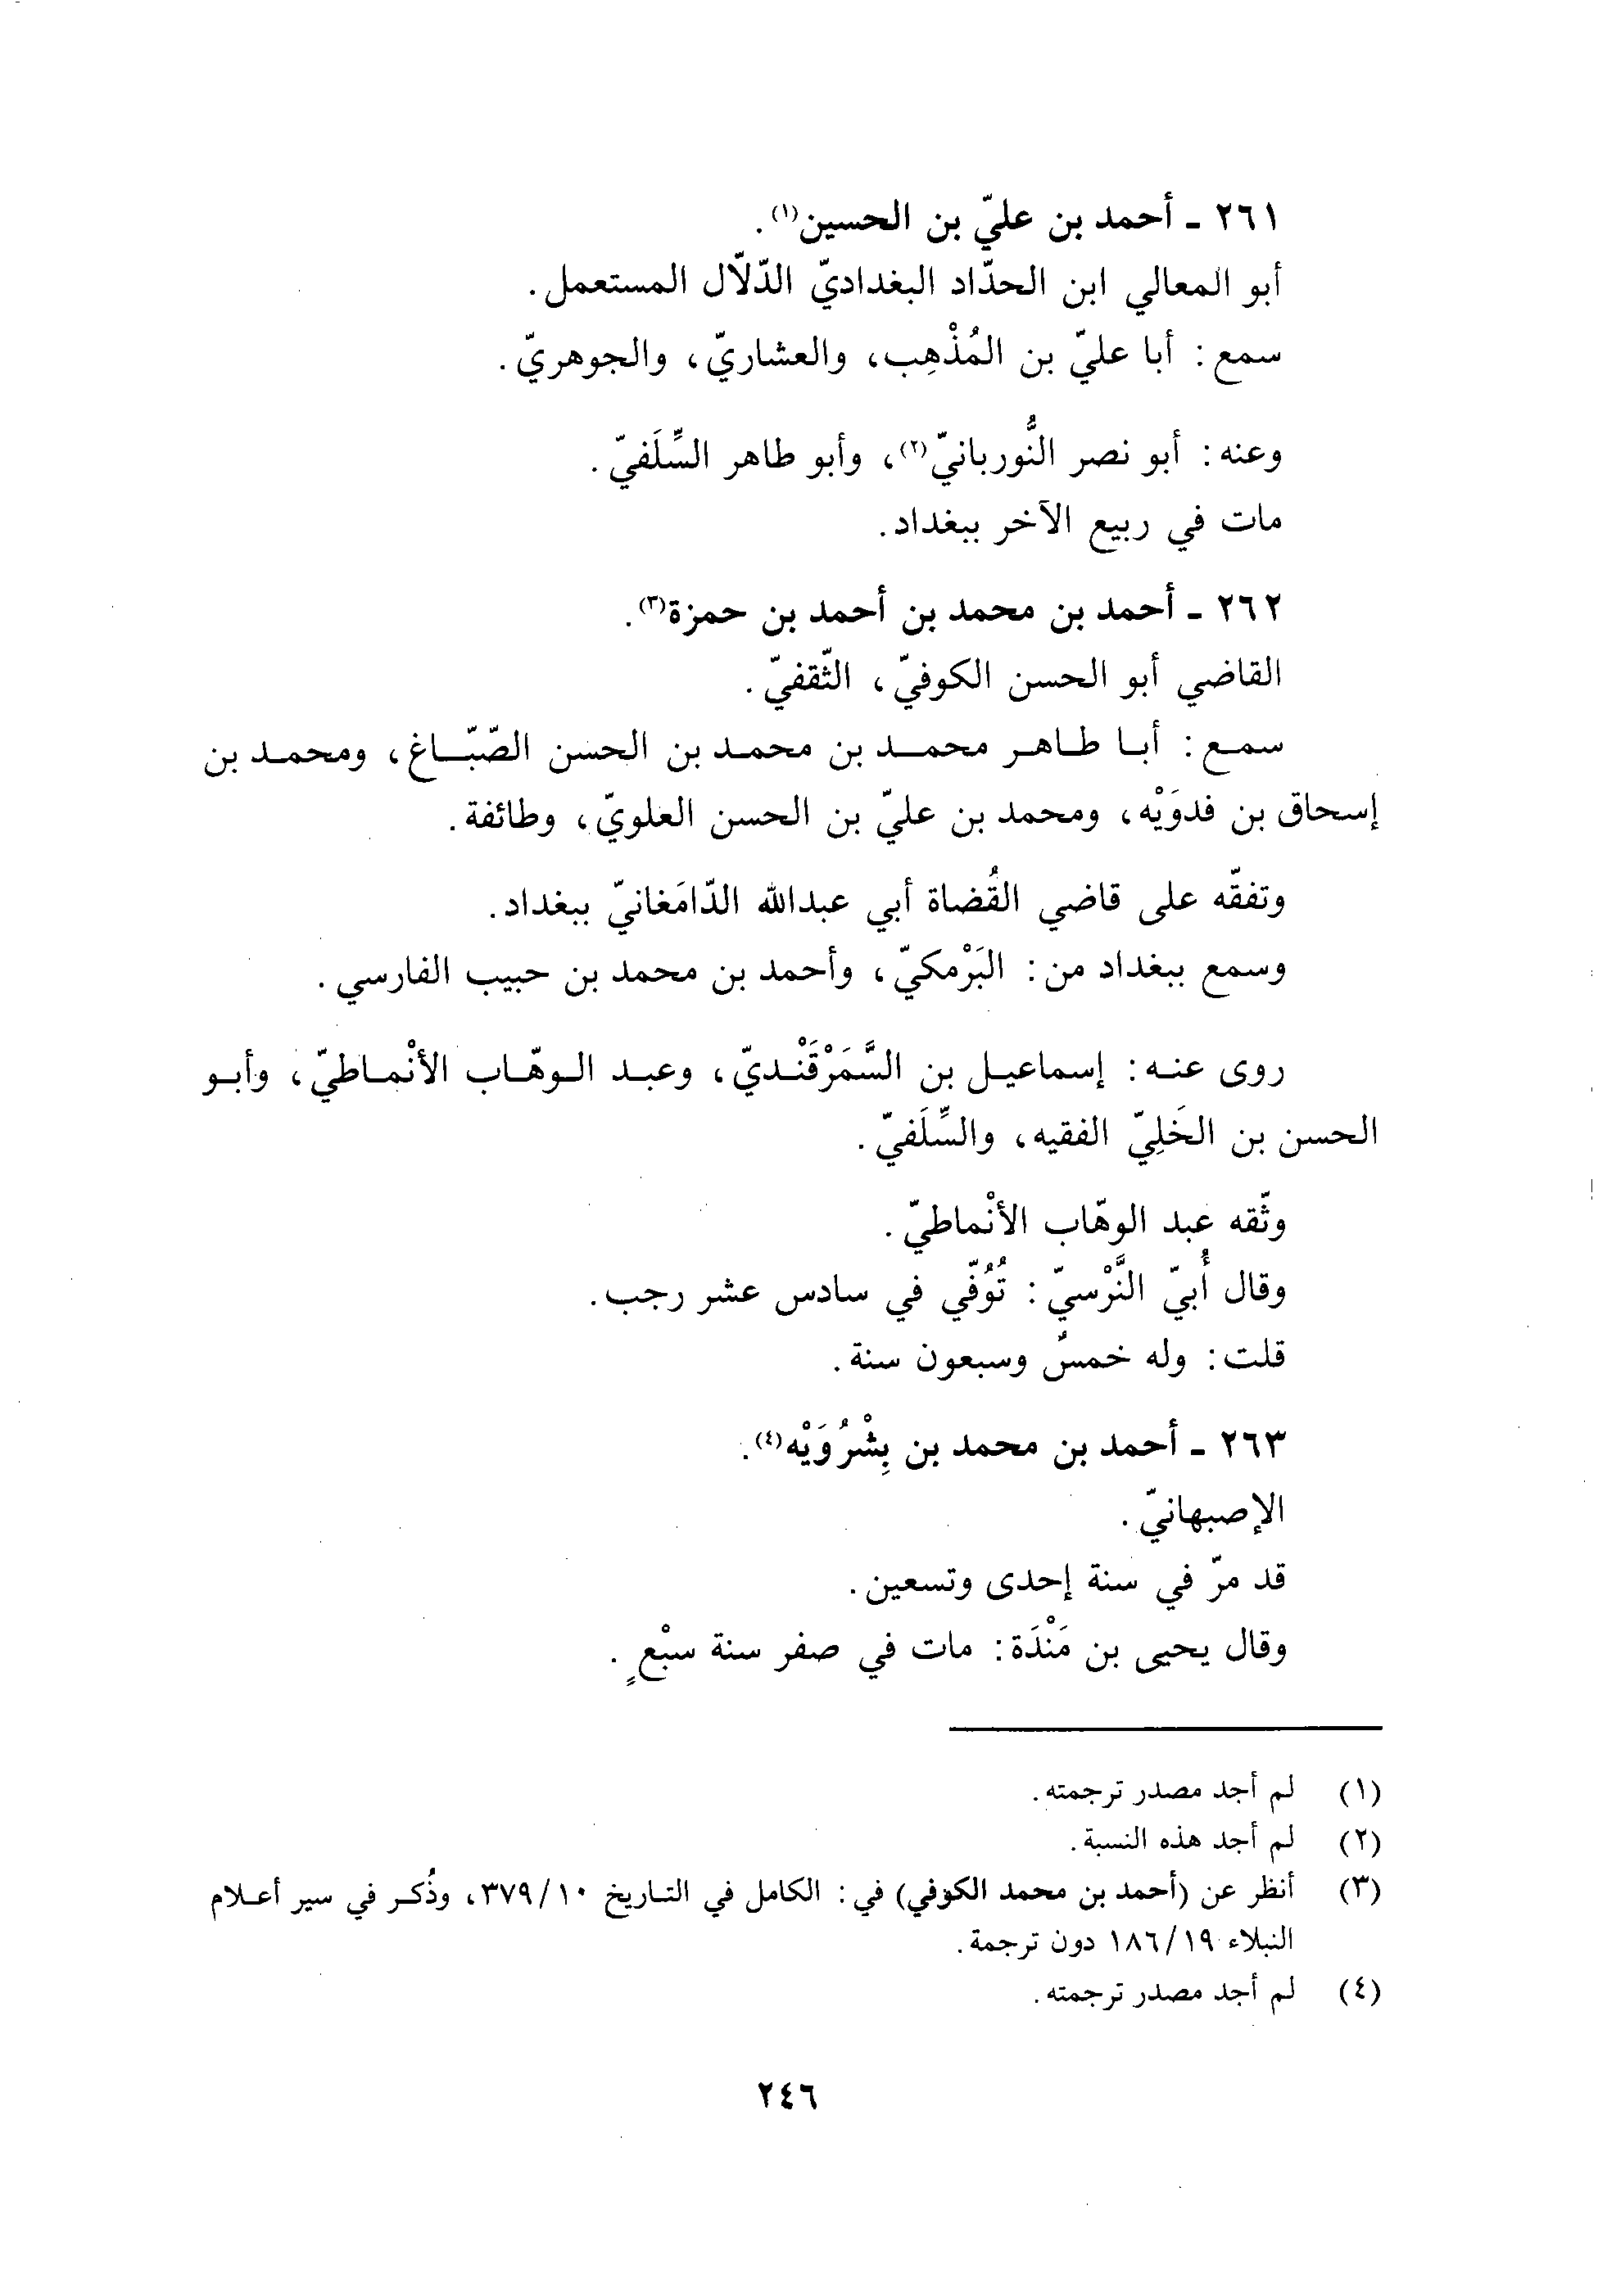 ٢٦١ ـ أحمد بن عليّ بن الحسين(١).
أبو المعالي ابن الحدّاد البغداديّ الدّلّال المستعمل.
سمع: أبا عليّ بن المُذْهِب، والعشاريّ، والجوهريّ.
وعنه: أبو نصر النُّوربانيّ(٢)، وأبو طاهر السِّلَفيّ.
مات في ربيع الآخر ببغداد.
٢٦٢ ـ أحمد بن محمد بن أحمد بن حمزة(٣).
القاضي أبو الحسن الكوفيّ، الثّقفيّ.
سمع: أبا طاهر محمد بن محمد بن الحسن الصّبّاغ، ومحمد بن
إسحاق بن فدوَيْه، ومحمد بن عليّ بن الحسن العلويّ، وطائفة.
وتفقّه على قاضي القُضاة أبي عبدالله الدّامَغانيّ ببغداد.
وسمع ببغداد من: البَرْمكيّ، وأحمد بن محمد بن حبيب الفارسي.
روى عنه: إسماعيل بن السَّمَرْقَنْديّ، وعبد الوهّاب الأنْماطيّ، وأبو
الحسن بن الخَلِيّ الفقيه، والسِّلَفيّ.
وثّقه عبد الوهّاب الأنْماطيّ.
وقال أُبيّ النَّرْسيّ: تُوُفّي في سادس عشر رجب.
قلت: وله خمسٌ وسبعون سنة.
٢٦٣ ـ أحمد بن محمد بن بِشْرُوَيْه(٤).
الإصبهانيّ.
قد مرّ في سنة إحدى وتسعين.
وقال يحيى بن مَنْدَة: مات في صفر سنة سبْعٍ.
(١) لم أجد مصدر ترجمته.
(٢) لم أجد هذه النسبة.
(٣) أنظر عن (أحمد بن محمد الكوفي) في: الكامل في التاريخ ١٠/٣٧٩، وذُكر في سير أعلام
النبلاء ١٩/١٨٦ دون ترجمة.
(٤) لم أجد مصدر ترجمته.
٢٤٦